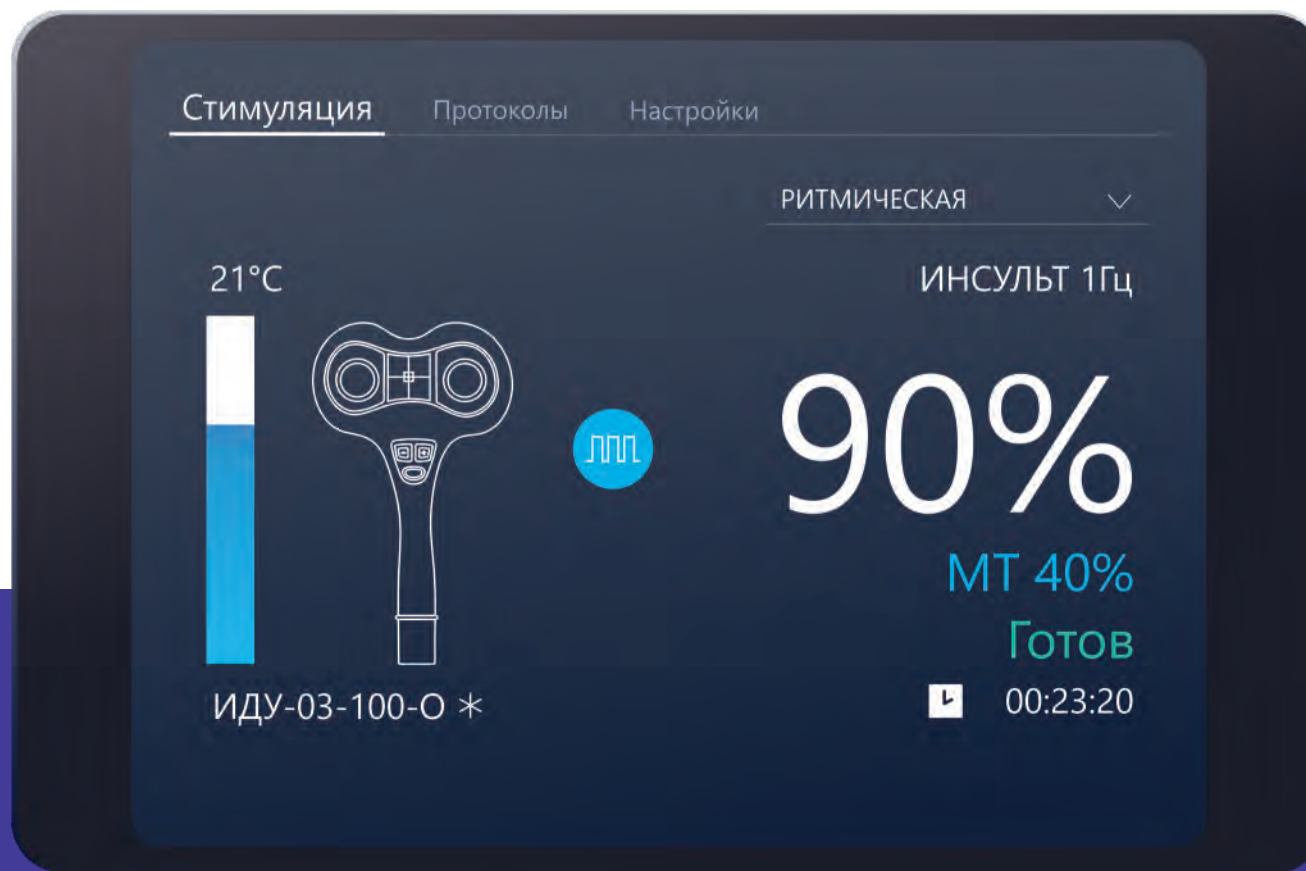 Стимуляция Протоколы Настройки
РИТМИЧЕСКАЯ
21°C
ИНСУЛЬТ 1Гц
90%
МТ 40%
Готов
ИДУ-03-100-О
00:23:20